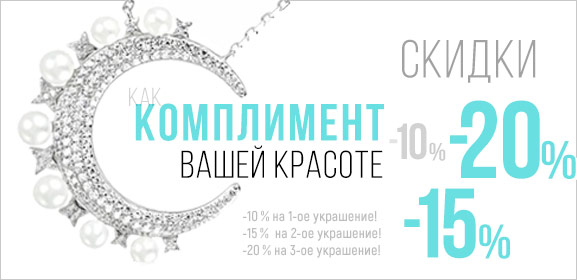 СКИДКИ
КАК
КОМПЛИМЕНТ
ВАШЕЙ КРАСОТЕ
-10% -20%
-15%
-10 % на 1-ое украшение!
-15 % на 2-ое украшение!
-20 % на 3-ое украшение!